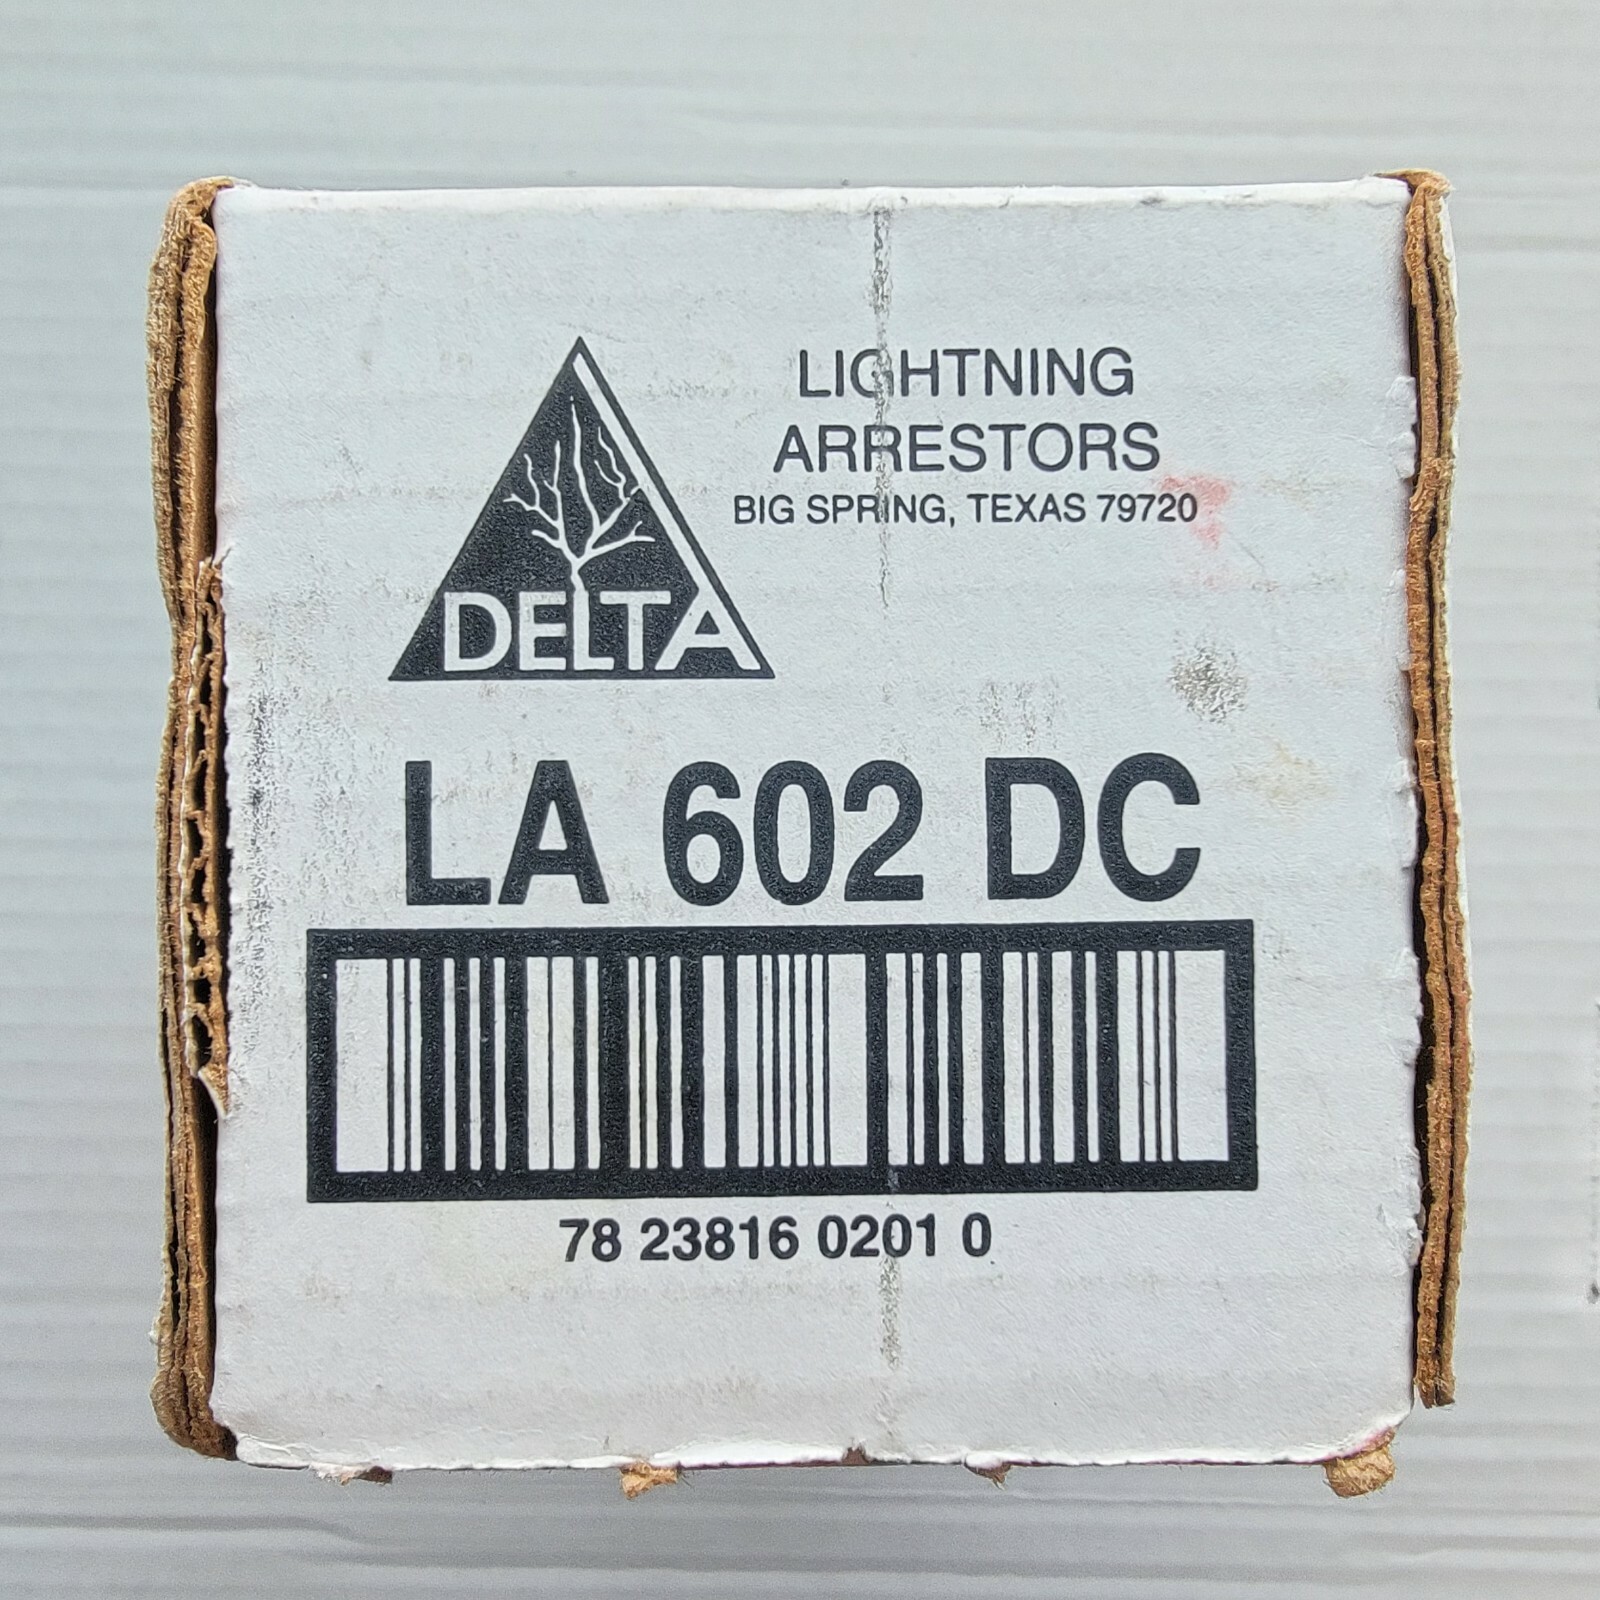 LIGHTNING
ARRESTORS
BIG SPRING, TEXAS 79720
DELTA
LA 602 DC
78 23816 0201 0